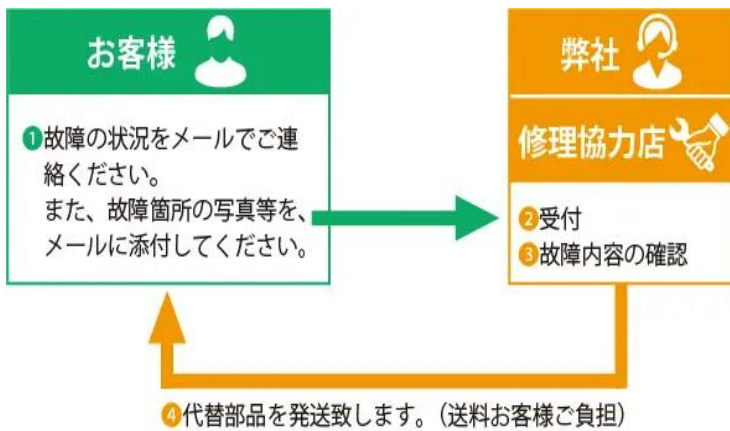 お客様
❶故障の状況をメールでご連
絡ください。
また、故障箇所の写真等を、
メールに添付してください。
弊社
修理協力店
❷受付
❸故障内容の確認
❹代替部品を発送致します。（送料お客様ご負担）